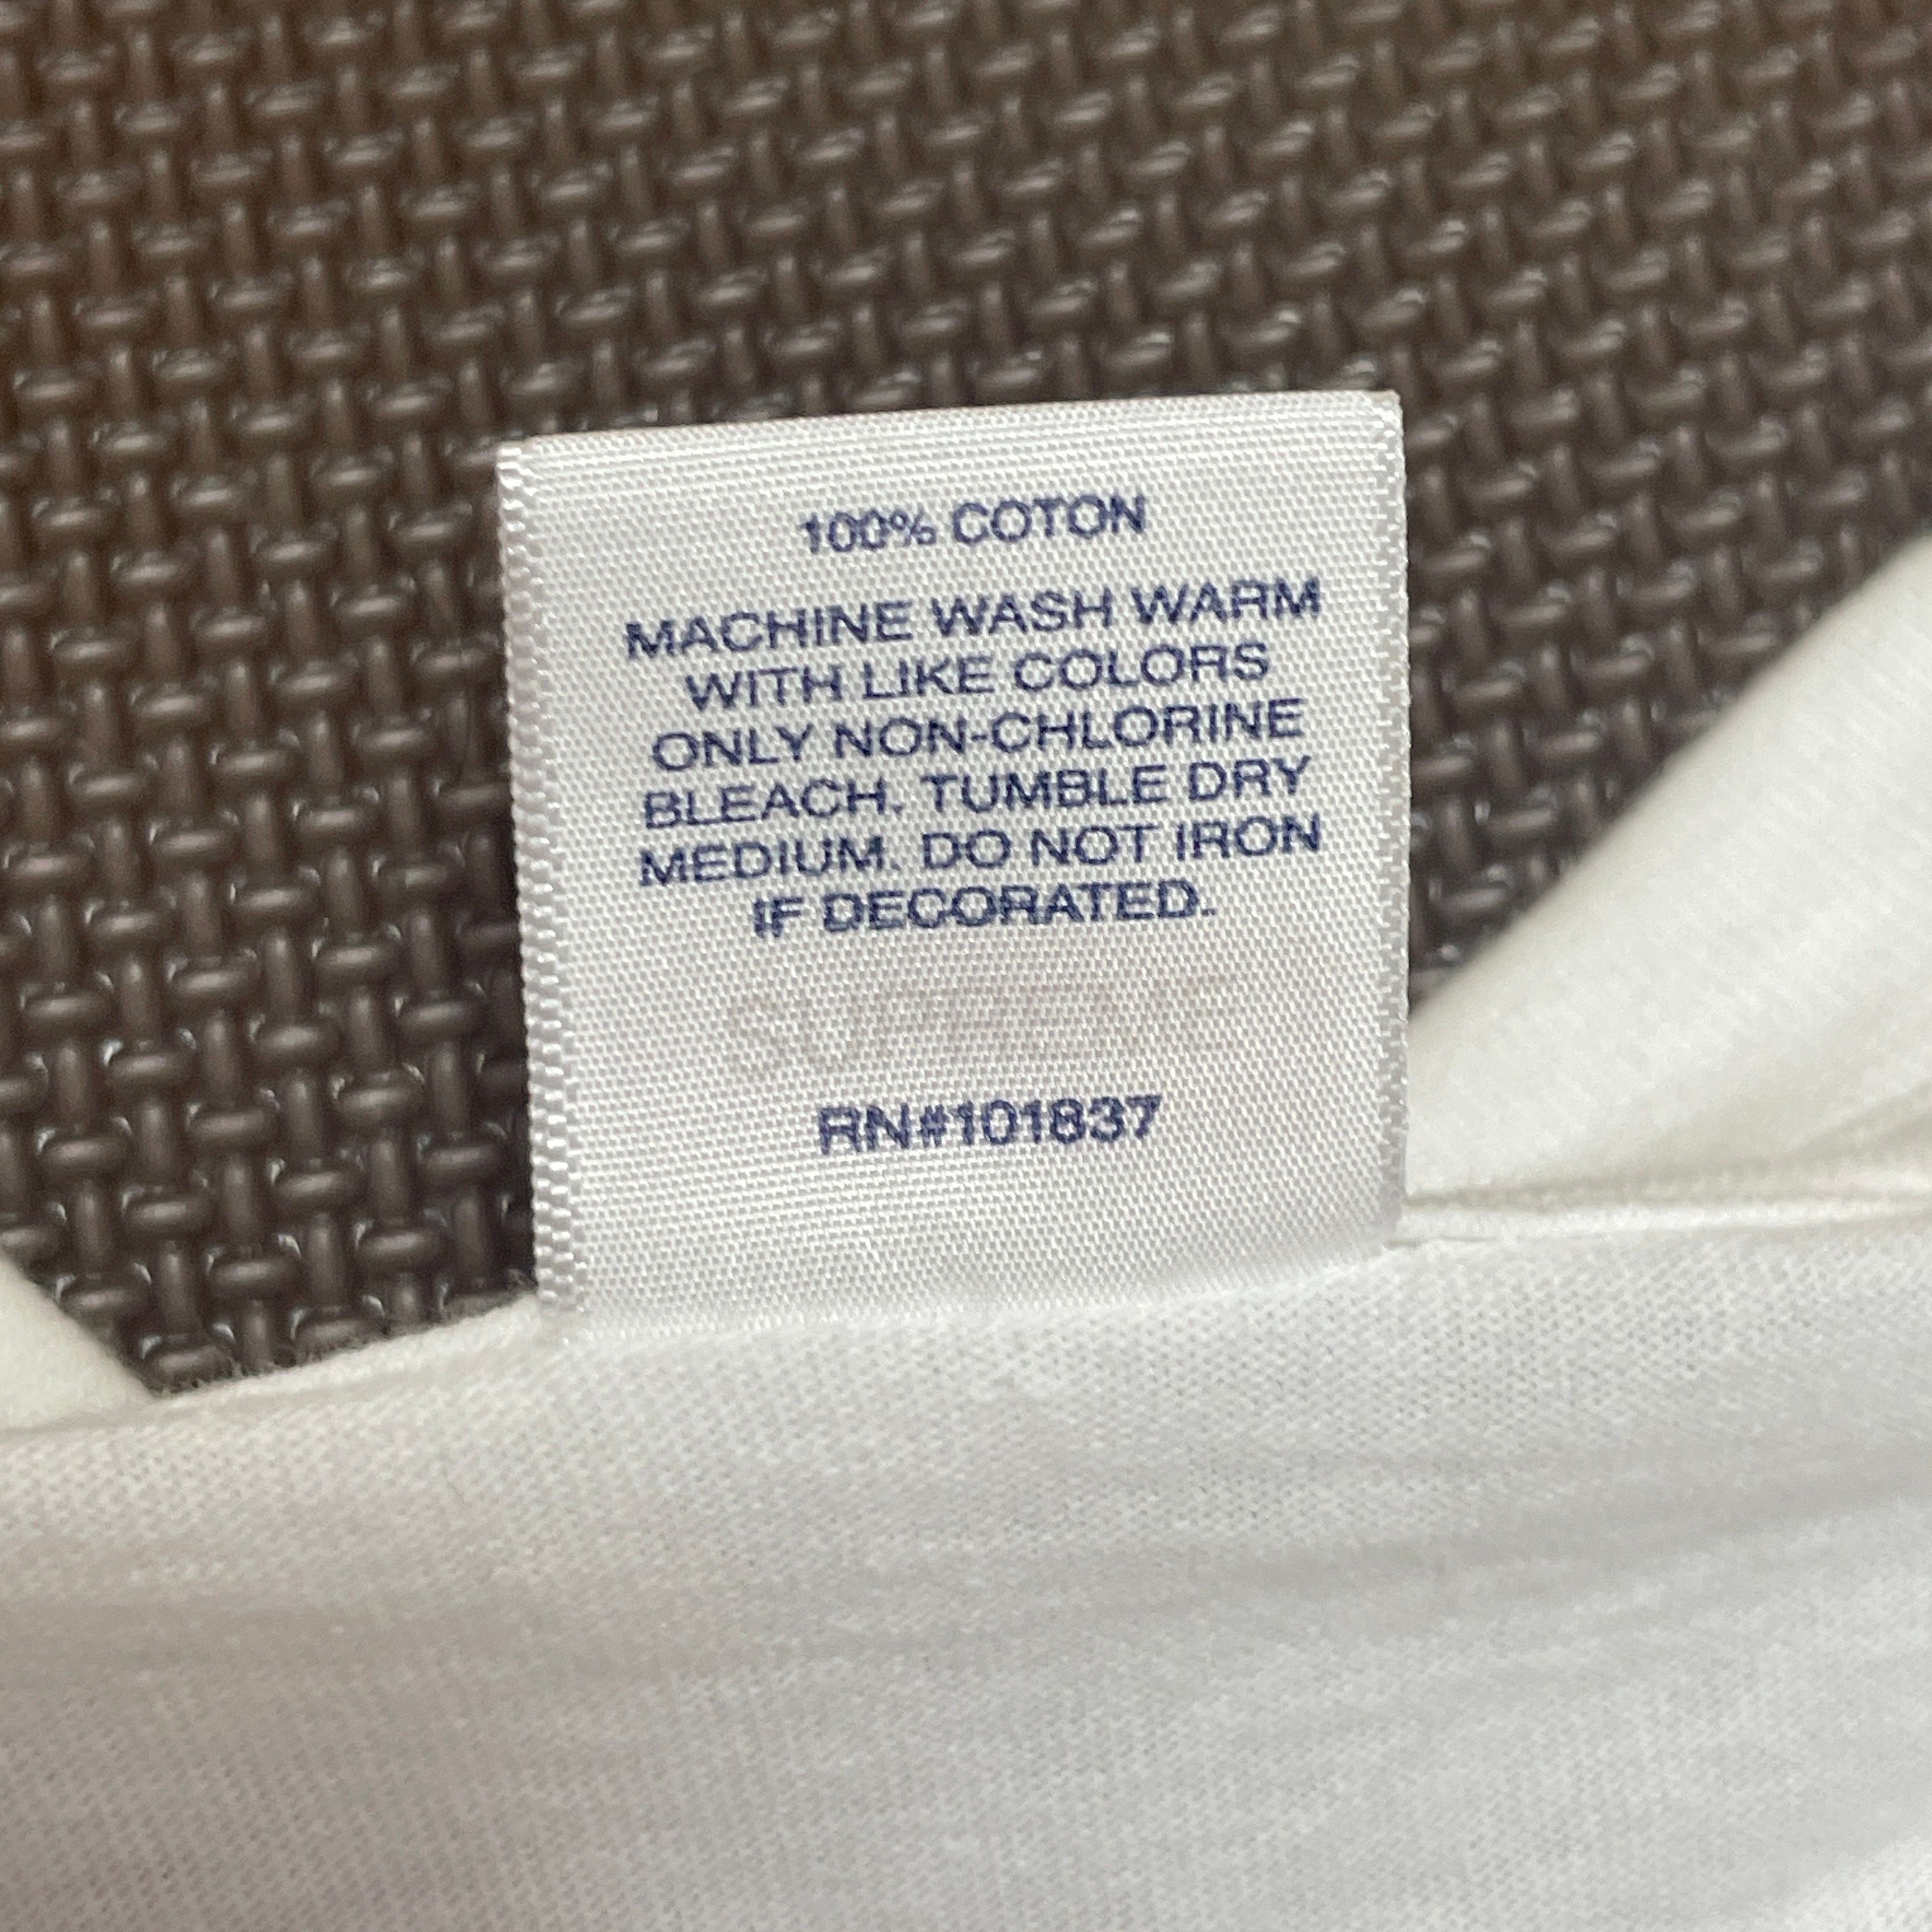 100% COTON
MACHINE WASH WARM
WITH LIKE COLORS
ONLY NON-CHLORINE
BLEACH. TUMBLE DRY
MEDIUM. DO NOT IRON
IF DECORATED.
RN#101837